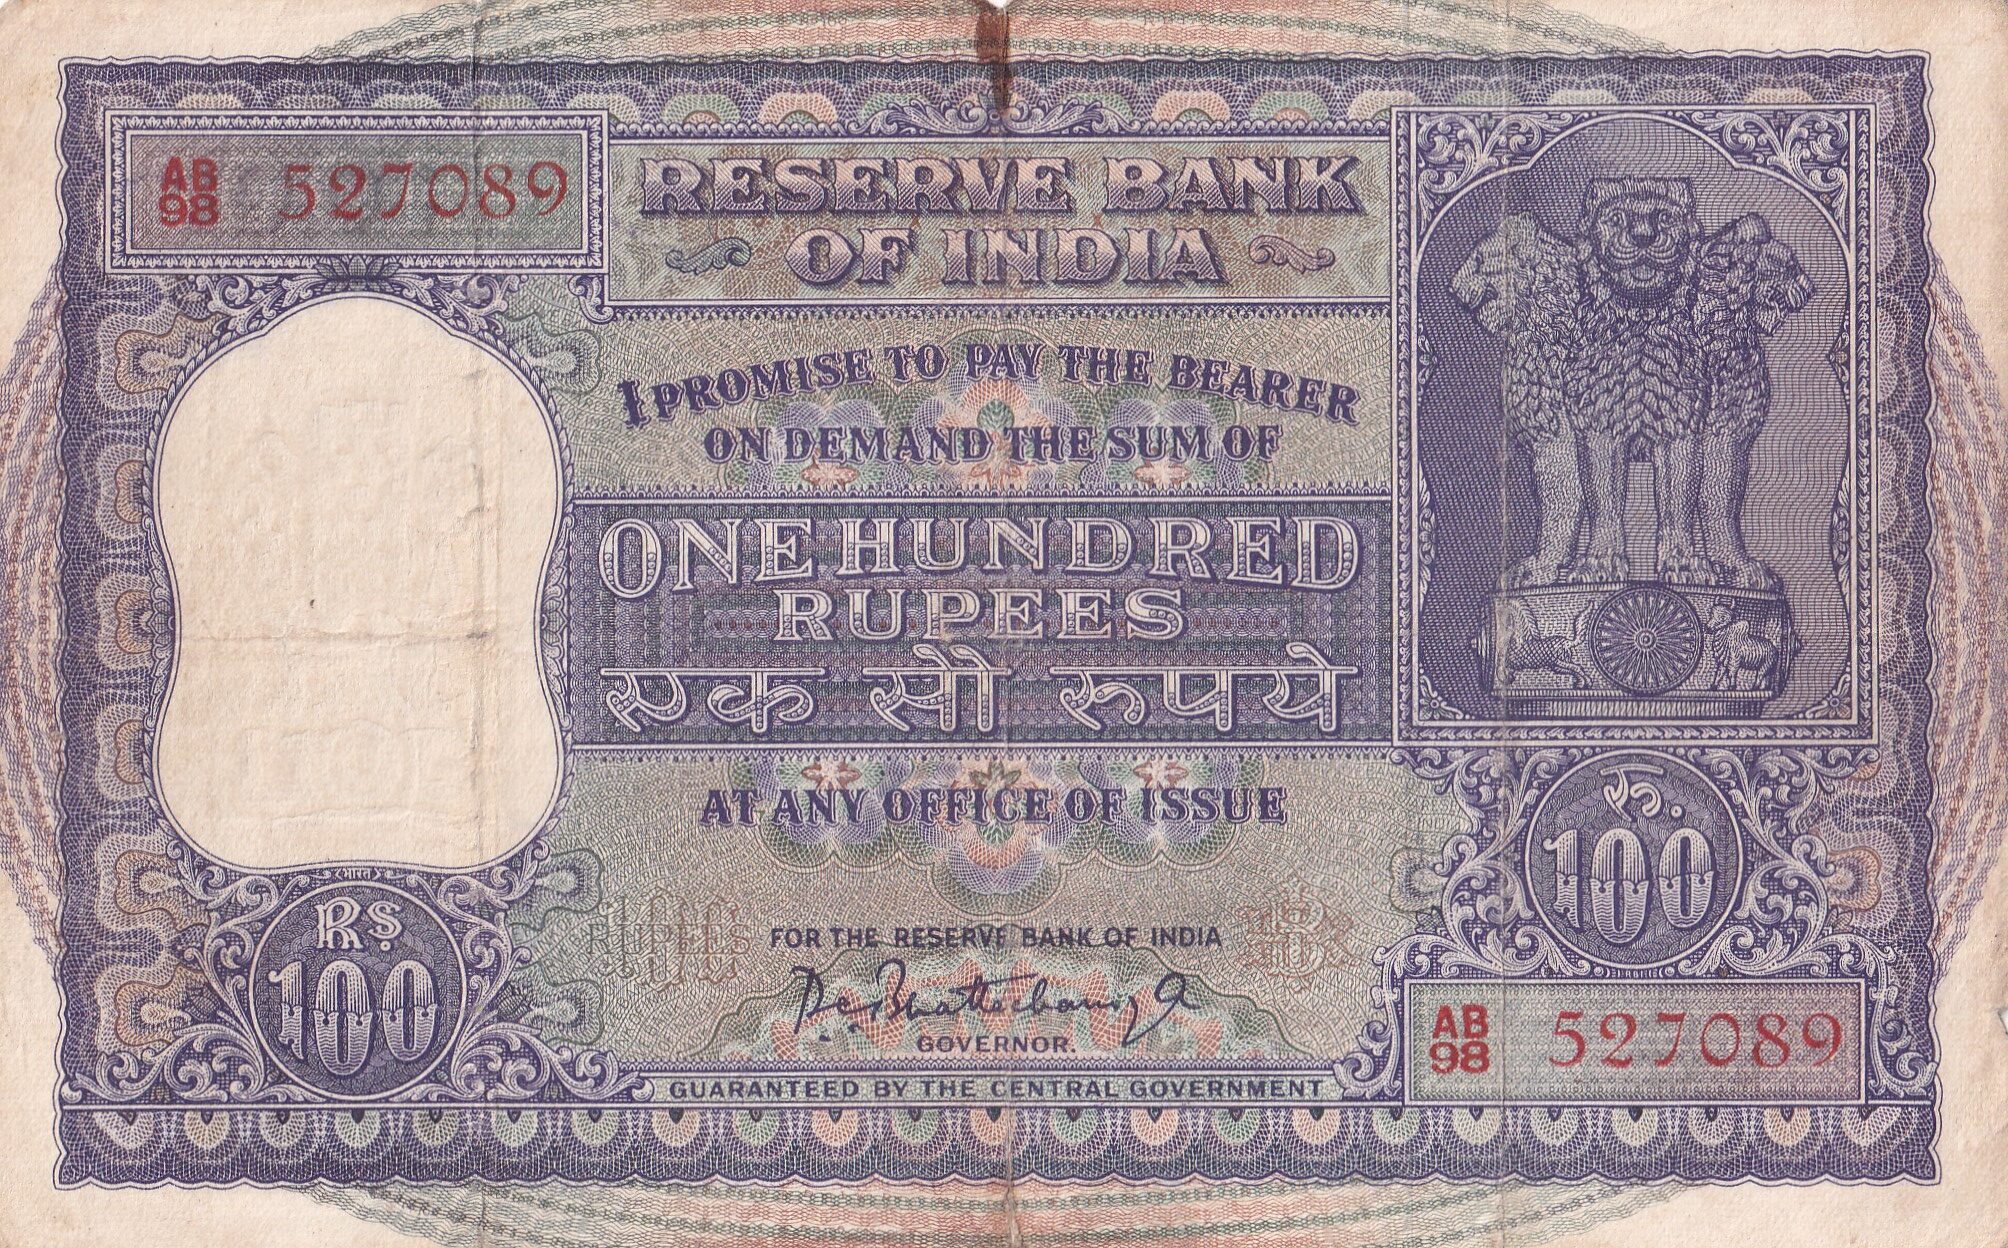 AB
98 527089
RESERVE BANK
OF INDIA
I PROMISE TO PAY THE BEARER
ON DEMAND THE SUM OF
ONE HUNDRED
RUPEES
एक सौ रुपये
AT ANY OFFICE OF ISSUE
रु.
100
Rs
100
RUPEES
FOR THE RESERVE BANK OF INDIA
P.C. Bhattacharyya
GOVERNOR.
AB
98 527089
GUARANTEED BY THE CENTRAL GOVERNMENT